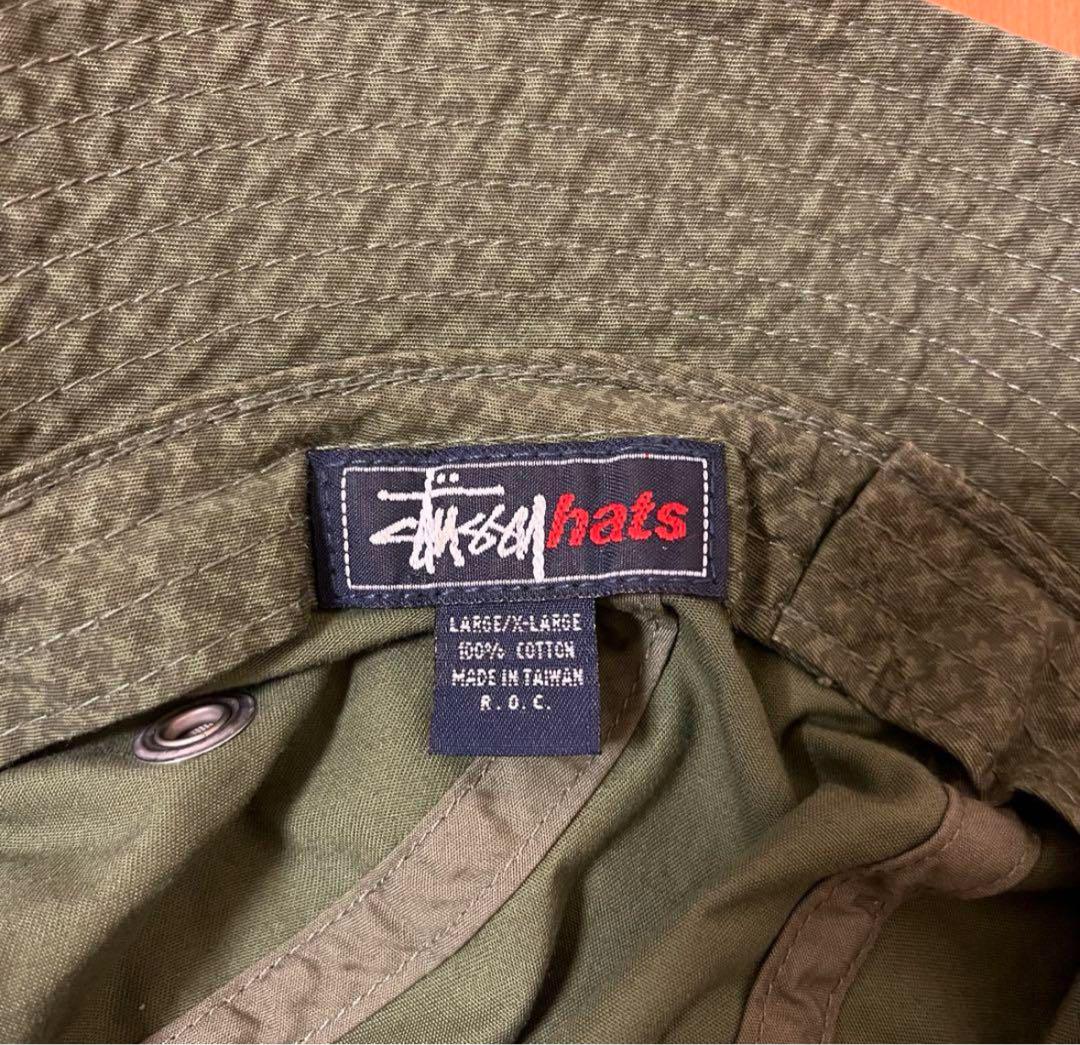 stüssy hats
LARGE/X-LARGE
100% COTTON
MADE IN TAIWAN
R.O.C.